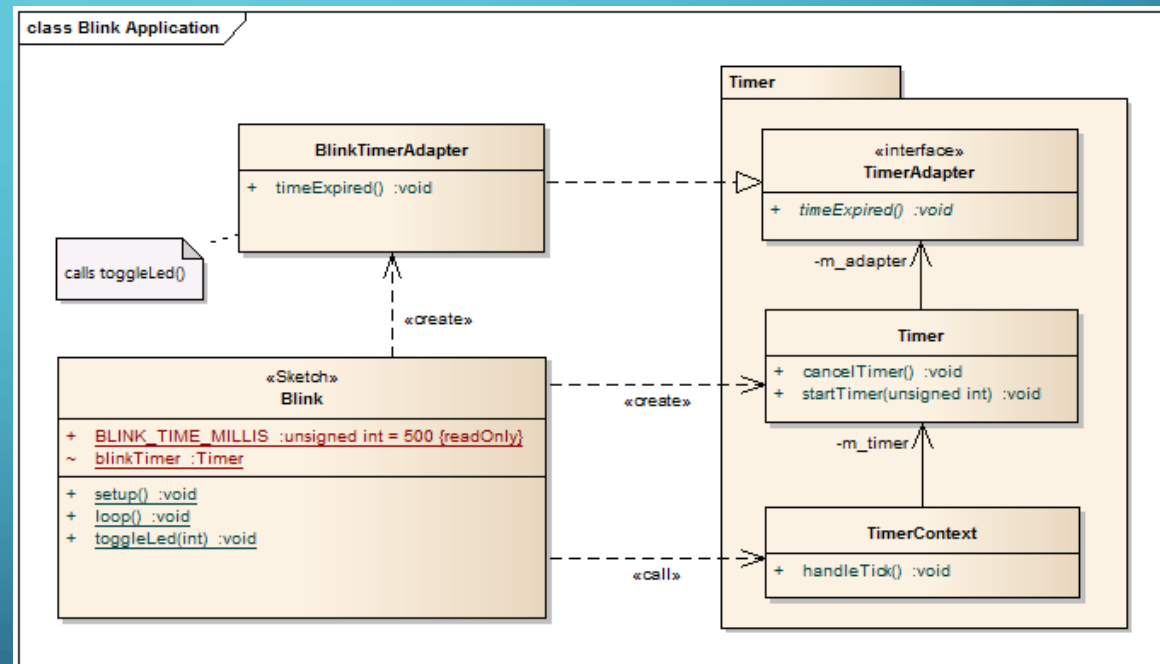 class Blink Application
Timer
BlinkTimerAdapter
+ timeExpired() :void
«interface»
TimerAdapter
+ timeExpired() :void
calls toggleLed()
-m_adapter
«create»
Timer
+ cancelTimer() :void
+ startTimer(unsigned int) :void
«Sketch»
Blink
+ BLINK_TIME_MILLIS :unsigned int = 500 {readOnly}
~ blinkTimer :Timer
+ setup() :void
+ loop() :void
+ toggleLed(int) :void
«create»
-m_timer
TimerContext
+ handleTick() :void
«call»